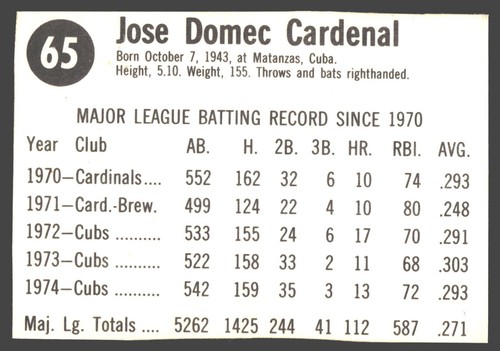 65
Jose Domec Cardenal
Born October 7, 1943, at Matanzas, Cuba.
Height, 5.10. Weight, 155. Throws and bats righthanded.
MAJOR LEAGUE BATTING RECORD SINCE 1970
Year Club AB. H. 2B. 3B. HR. RBI. AVG.
1970—Cardinals.... 552 162 32 6 10 74 .293
1971—Card.-Brew. 499 124 22 4 10 80 .248
1972—Cubs .......... 533 155 24 6 17 70 .291
1973—Cubs .......... 522 158 33 2 11 68 .303
1974—Cubs .......... 542 159 35 3 13 72 .293
Maj. Lg. Totals .... 5262 1425 244 41 112 587 .271